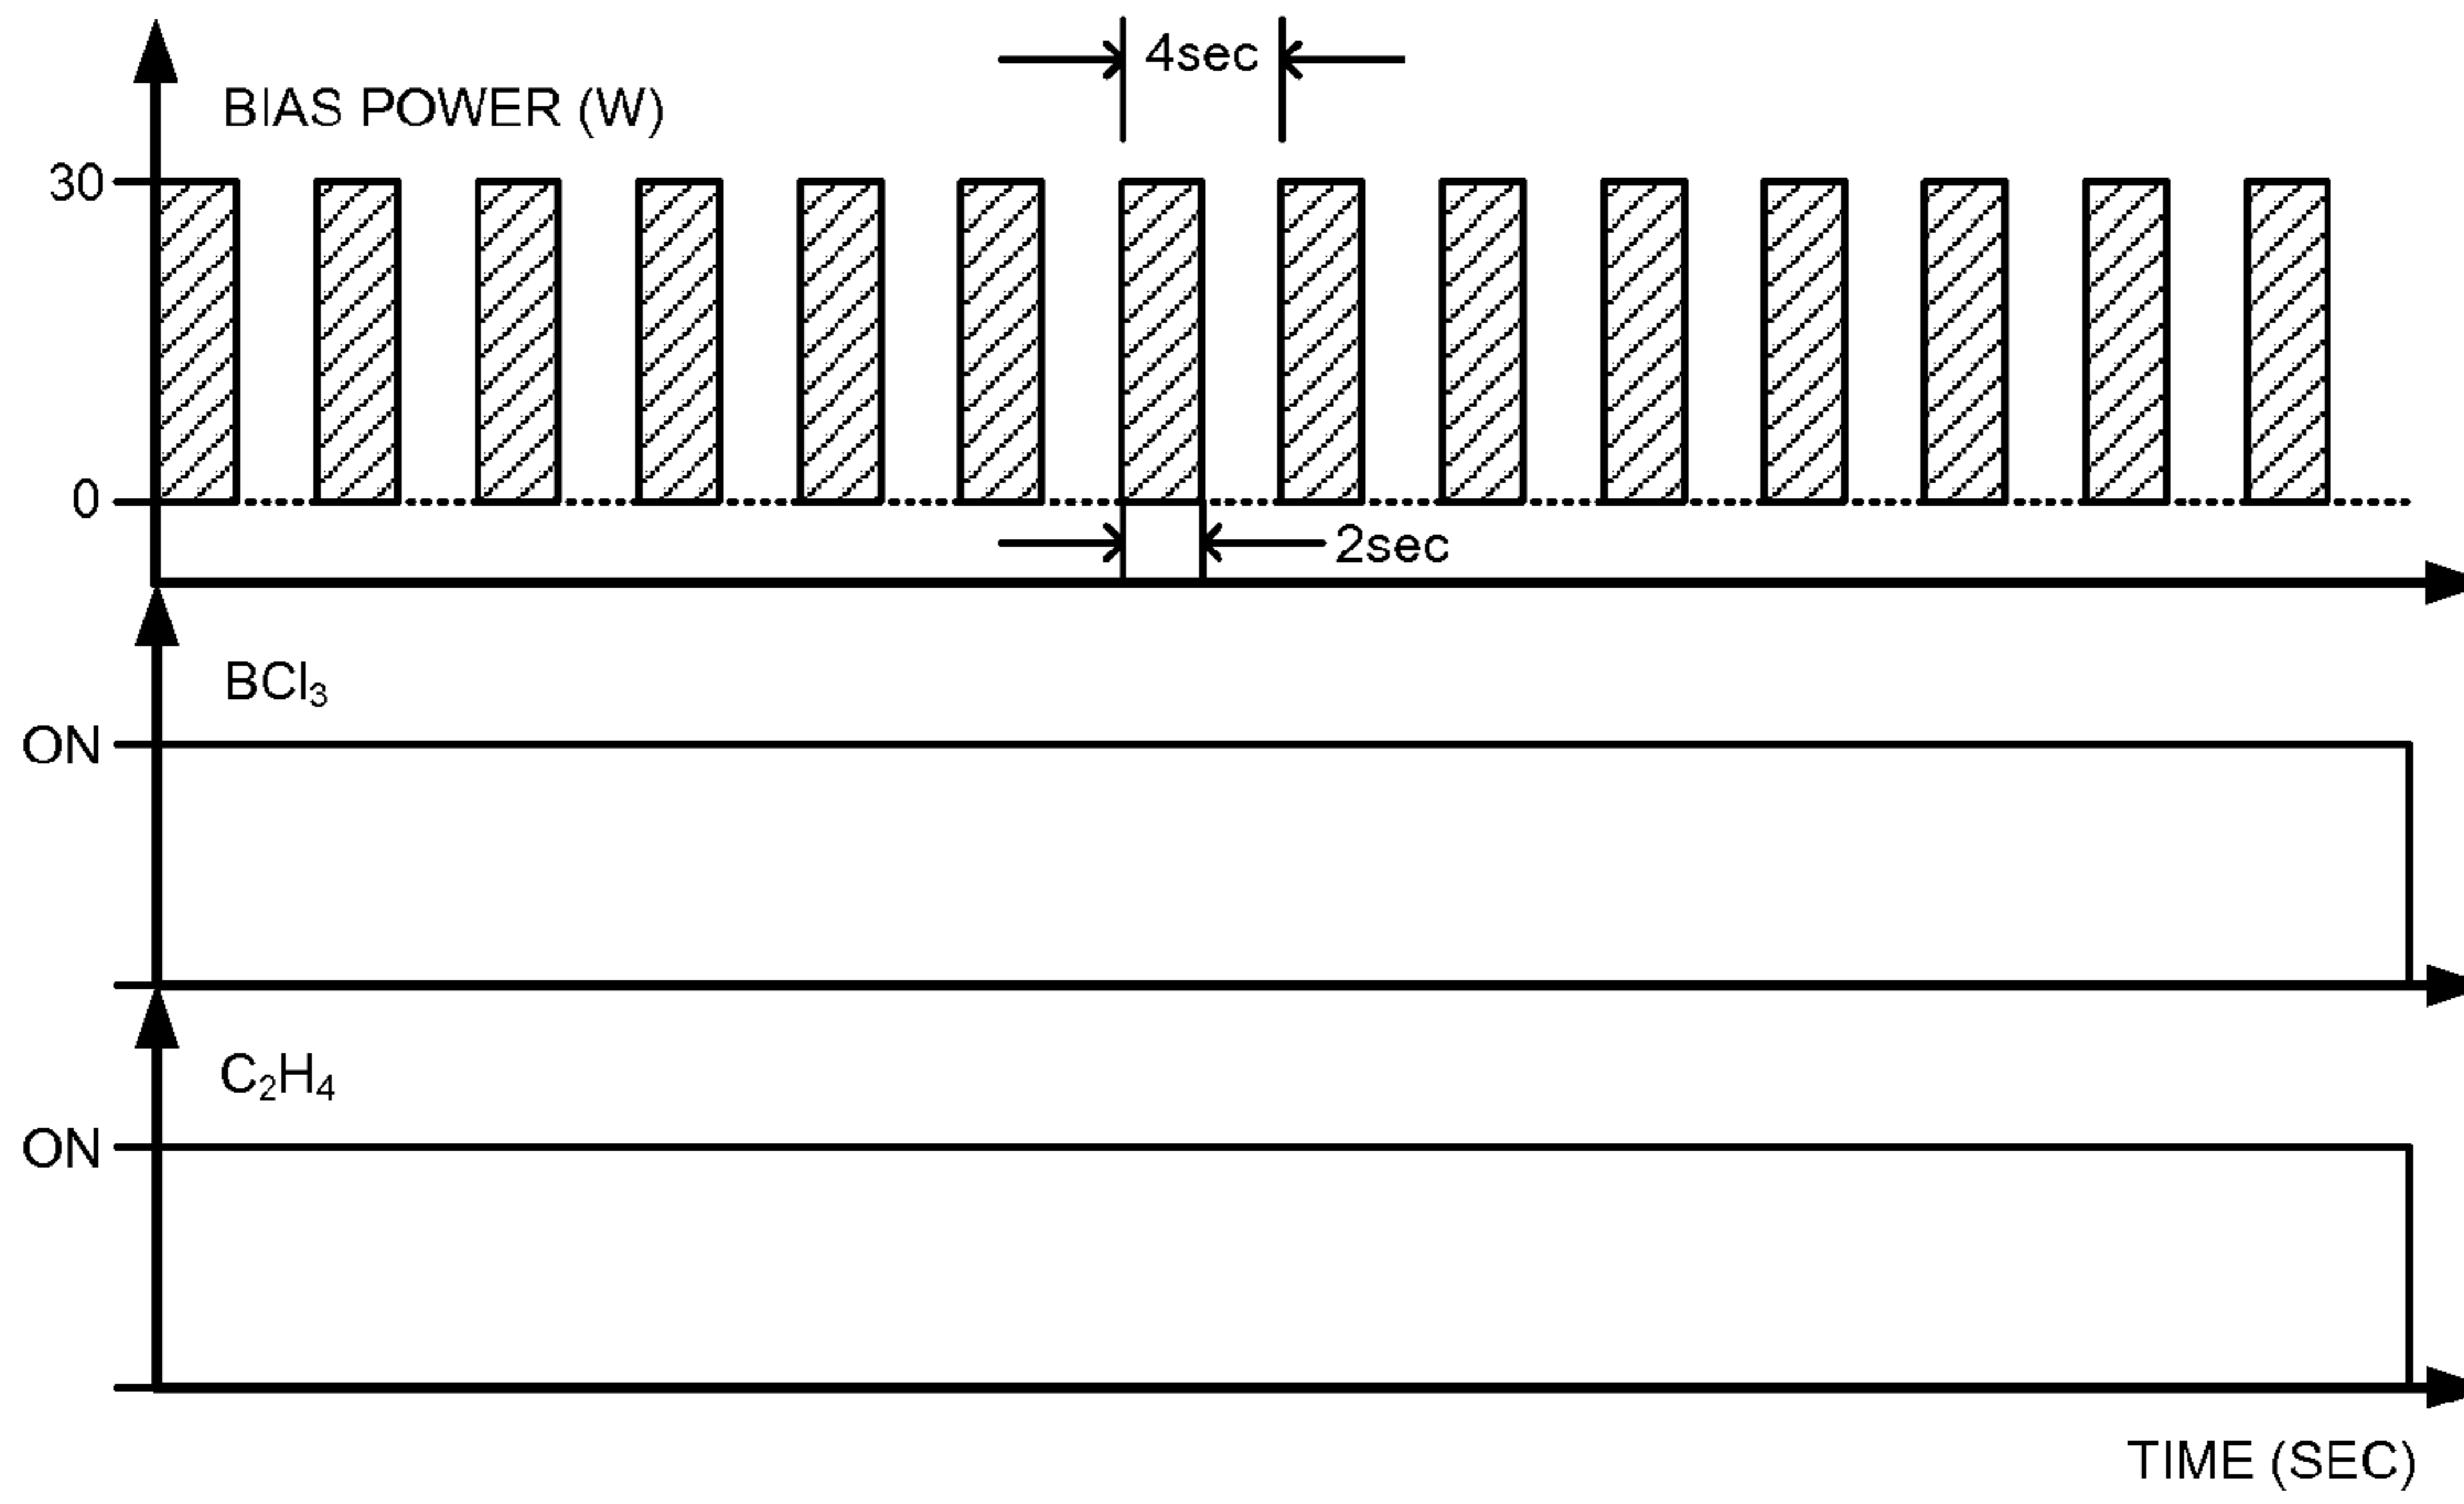 4sec
BIAS POWER (W)
30
0
2sec
BCl₃
ON
C₂H₄
ON
TIME (SEC)